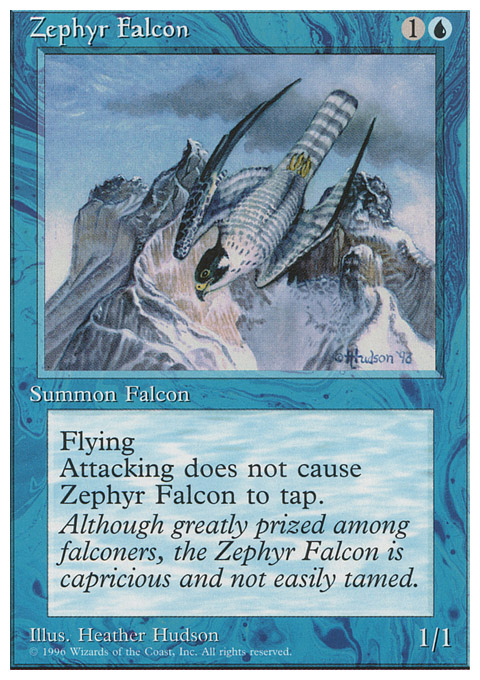 Zephyr Falcon 1
© HHudson '93
Summon Falcon
Flying
Attacking does not cause
Zephyr Falcon to tap.
Although greatly prized among
falconers, the Zephyr Falcon is
capricious and not easily tamed.
Illus. Heather Hudson 1/1
© 1996 Wizards of the Coast, Inc. All rights reserved.